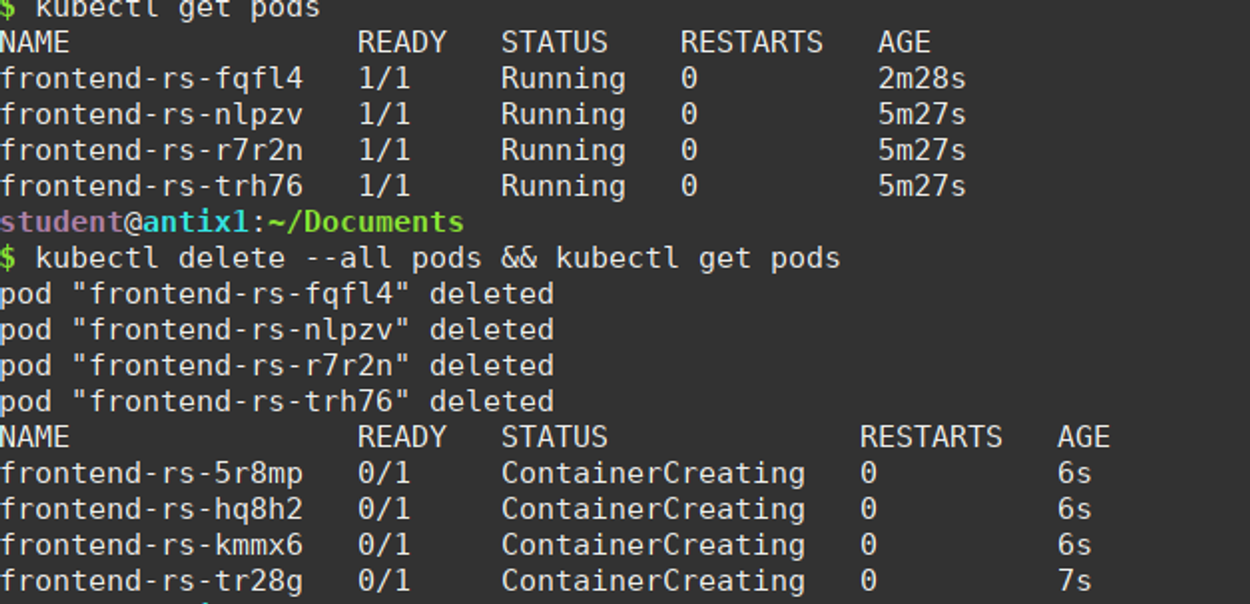 $ kubectl get pods
NAME                READY   STATUS    RESTARTS   AGE
frontend-rs-fqfl4   1/1     Running   0          2m28s
frontend-rs-nlpzv   1/1     Running   0          5m27s
frontend-rs-r7r2n   1/1     Running   0          5m27s
frontend-rs-trh76   1/1     Running   0          5m27s
student@antix1:~/Documents
$ kubectl delete --all pods && kubectl get pods
pod "frontend-rs-fqfl4" deleted
pod "frontend-rs-nlpzv" deleted
pod "frontend-rs-r7r2n" deleted
pod "frontend-rs-trh76" deleted
NAME                READY   STATUS              RESTARTS   AGE
frontend-rs-5r8mp   0/1     ContainerCreating   0          6s
frontend-rs-hq8h2   0/1     ContainerCreating   0          6s
frontend-rs-kmmx6   0/1     ContainerCreating   0          6s
frontend-rs-tr28g   0/1     ContainerCreating   0          7s